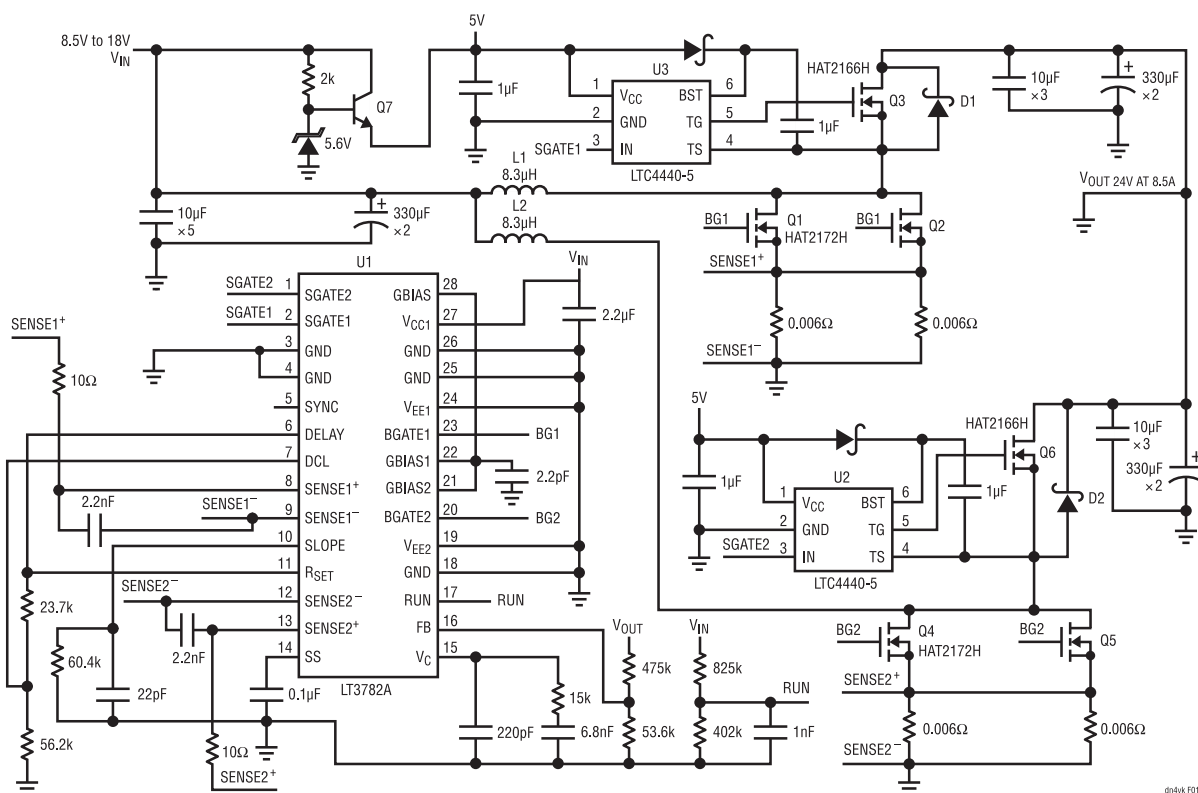 8.5V to 18V
VIN
2k
Q7
5.6V
5V
1µF
U3
1
VCC
BST
6
2
GND
TG
5
SGATE1
3
IN
TS
4
LTC4440-5
1µF
HAT2166H
Q3
D1
10µF
×3
+
330µF
×2
VOUT 24V AT 8.5A
10µF
×5
+
330µF
×2
L1
8.3µH
L2
8.3µH
BG1
Q1
HAT2172H
BG1
Q2
SENSE1+
0.006Ω
0.006Ω
SENSE1–
U1
SGATE2
1
SGATE2
SGATE1
2
SGATE1
3
GND
4
GND
5
SYNC
6
DELAY
7
DCL
8
SENSE1+
9
SENSE1–
10
SLOPE
11
RSET
12
SENSE2–
13
SENSE2+
14
SS
GBIAS
28
VCC1
27
GND
26
GND
25
VEE1
24
BGATE1
23
BG1
GBIAS1
22
GBIAS2
21
BGATE2
20
BG2
VEE2
19
GND
18
RUN
17
RUN
FB
16
VC
15
LT3782A
VIN
2.2µF
2.2pF
SENSE1+
10Ω
2.2nF
SENSE1–
SENSE2–
2.2nF
23.7k
60.4k
22pF
56.2k
0.1µF
10Ω
SENSE2+
220pF
15k
6.8nF
VOUT
475k
53.6k
VIN
825k
402k
RUN
1nF
5V
1µF
U2
1
VCC
BST
6
2
GND
TG
5
SGATE2
3
IN
TS
4
LTC4440-5
1µF
HAT2166H
Q6
D2
10µF
×3
330µF
×2
+
BG2
Q4
HAT2172H
BG2
Q5
SENSE2+
0.006Ω
0.006Ω
SENSE2–
dn4vk F01